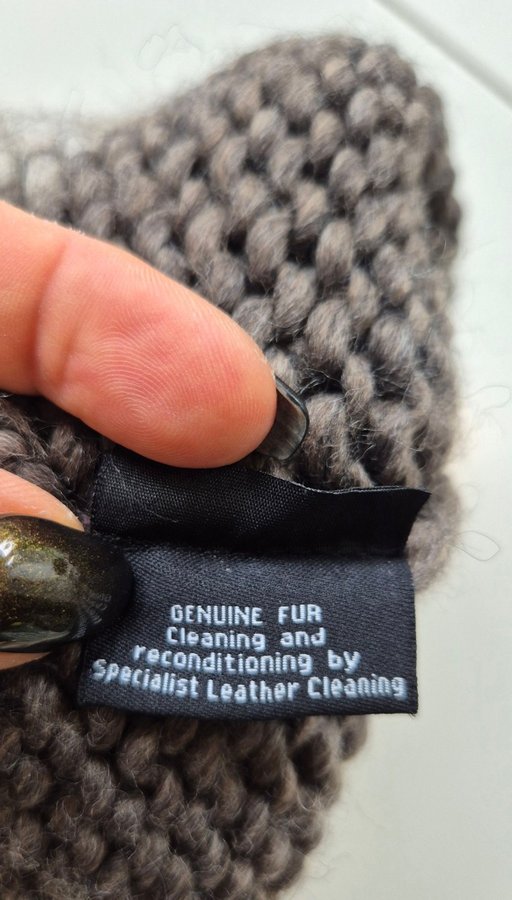 GENUINE FUR
Cleaning and
reconditioning by
Specialist Leather Cleaning